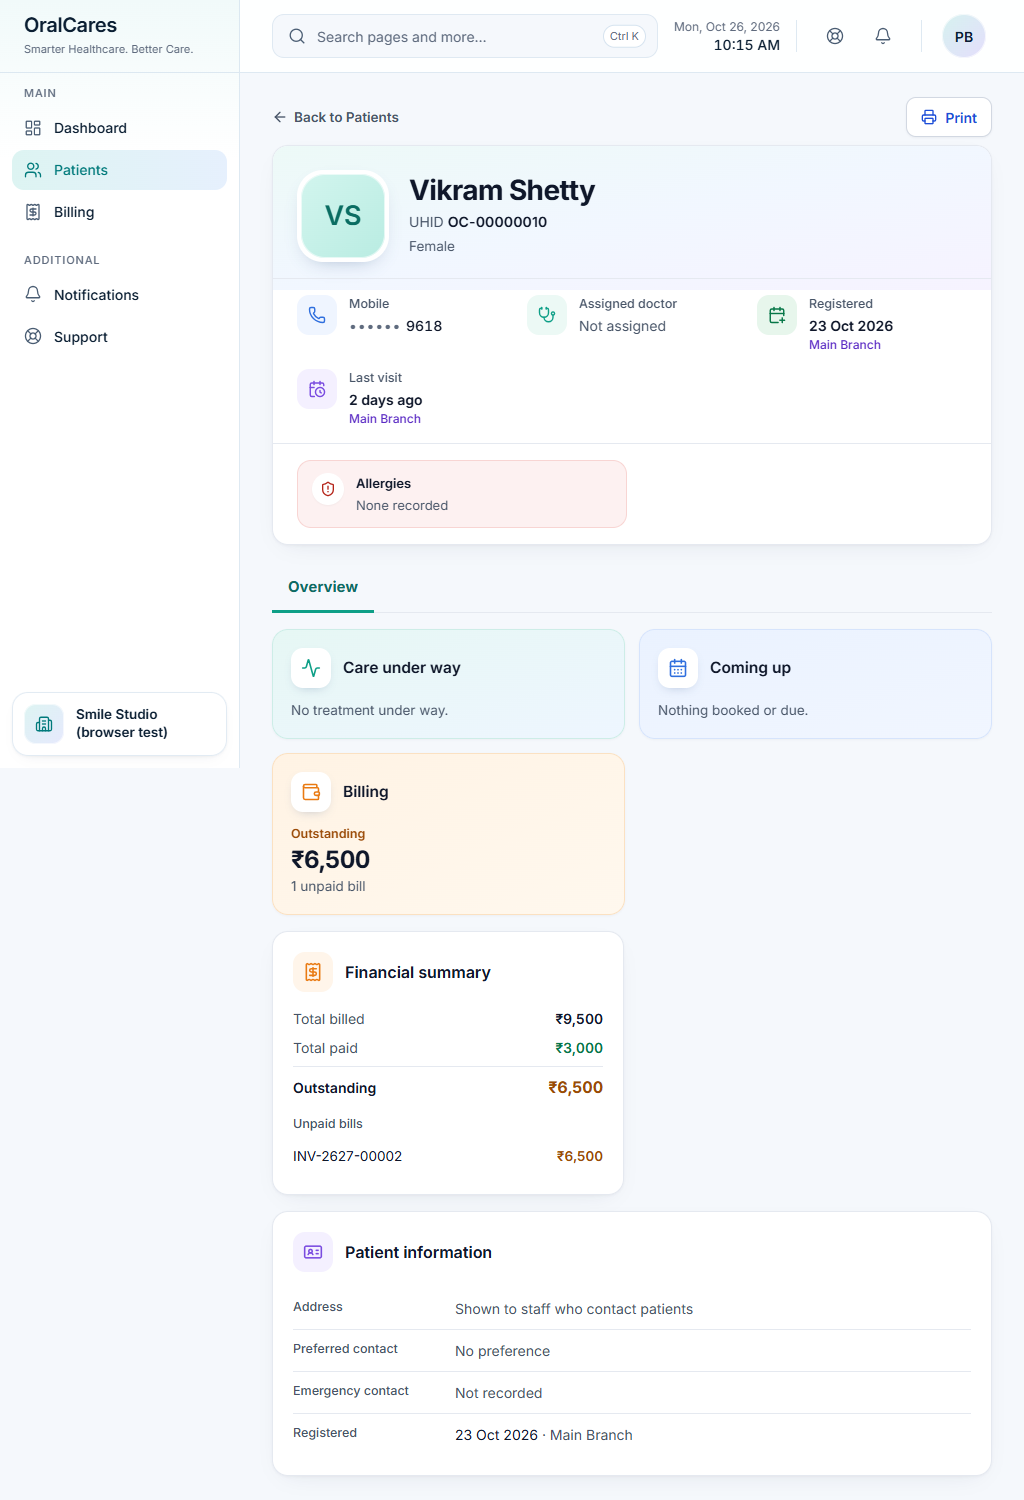 OralCares
Smarter Healthcare. Better Care.
Search pages and more...
Ctrl K
Mon, Oct 26, 2026
10:15 AM
PB
MAIN
Dashboard
Patients
Billing
ADDITIONAL
Notifications
Support
Smile Studio
(browser test)
Back to Patients
Print
VS
Vikram Shetty
UHID OC-00000010
Female
Mobile
•••••• 9618
Assigned doctor
Not assigned
Registered
23 Oct 2026
Main Branch
Last visit
2 days ago
Main Branch
Allergies
None recorded
Overview
Care under way
No treatment under way.
Coming up
Nothing booked or due.
Billing
Outstanding
₹6,500
1 unpaid bill
Financial summary
Total billed ₹9,500
Total paid ₹3,000
Outstanding ₹6,500
Unpaid bills
INV-2627-00002 ₹6,500
Patient information
Address Shown to staff who contact patients
Preferred contact No preference
Emergency contact Not recorded
Registered 23 Oct 2026 · Main Branch